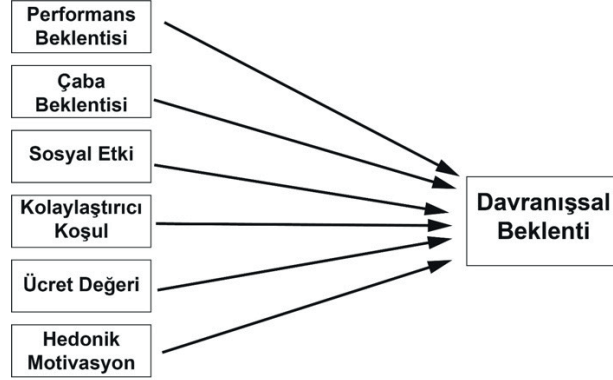 Performans
Beklentisi
Çaba
Beklentisi
Sosyal Etki
Kolaylaştırıcı
Koşul
Ücret Değeri
Hedonik
Motivasyon
Davranışsal
Beklenti